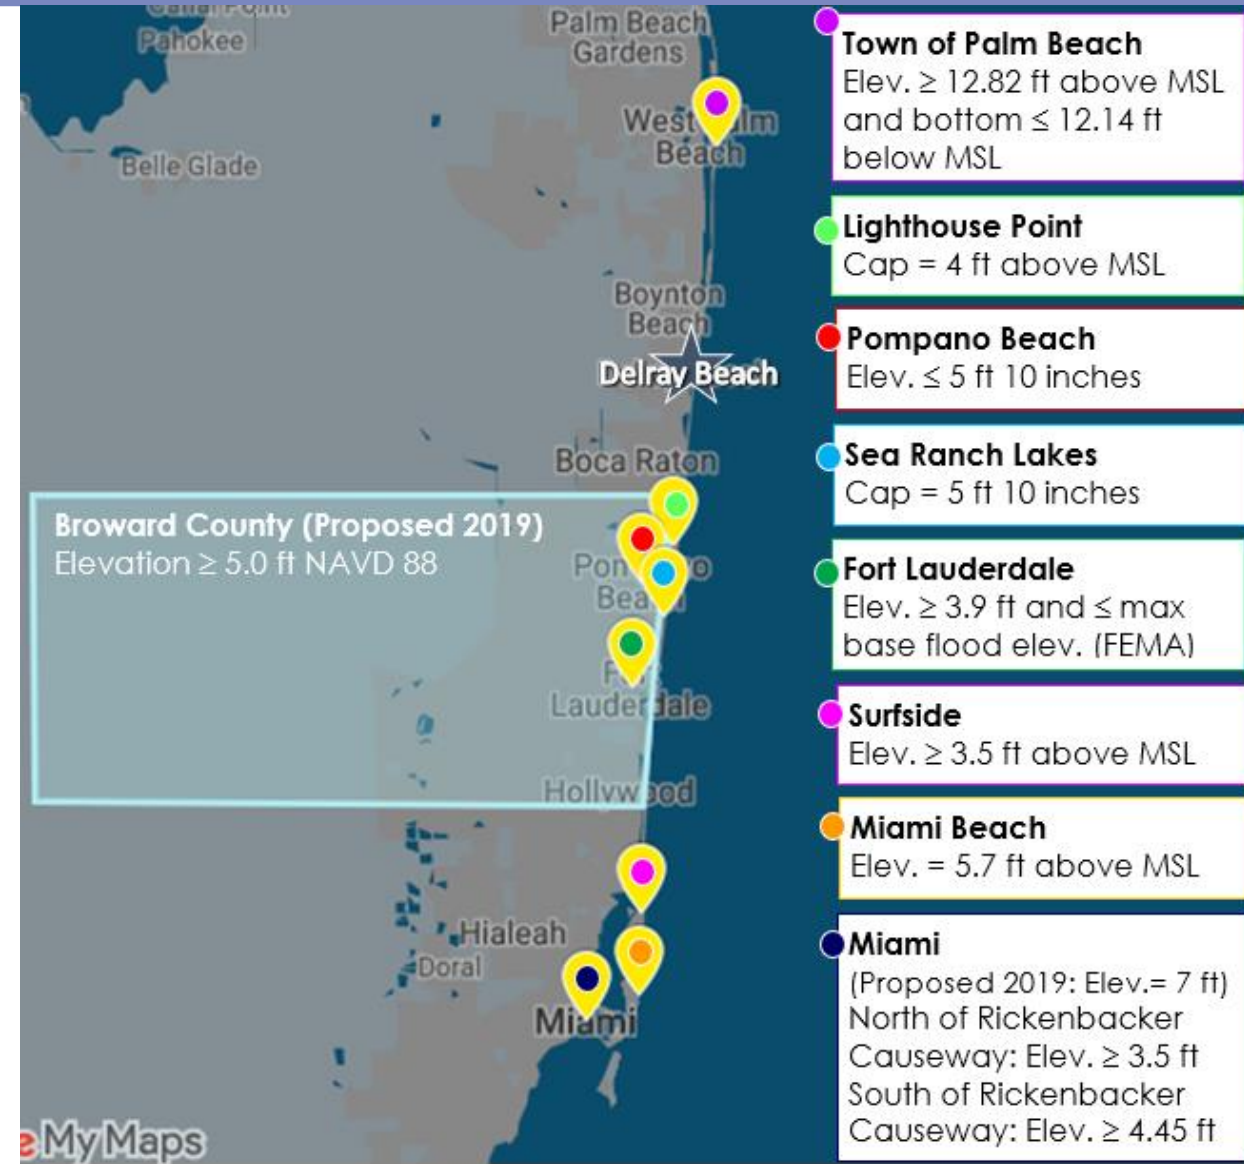 Canal Point
Pahokee
Belle Glade
Palm Beach
Gardens
West Palm
Beach
Boynton
Beach
Delray Beach
Boca Raton
Broward County (Proposed 2019)
Elevation ≥ 5.0 ft NAVD 88
Pompano
Beach
Fort
Lauderdale
Hollywood
Hialeah
Doral
Miami
My Maps
Town of Palm Beach
Elev. ≥ 12.82 ft above MSL
and bottom ≤ 12.14 ft
below MSL
Lighthouse Point
Cap = 4 ft above MSL
Pompano Beach
Elev. ≤ 5 ft 10 inches
Sea Ranch Lakes
Cap = 5 ft 10 inches
Fort Lauderdale
Elev. ≥ 3.9 ft and ≤ max
base flood elev. (FEMA)
Surfside
Elev. ≥ 3.5 ft above MSL
Miami Beach
Elev. = 5.7 ft above MSL
Miami
(Proposed 2019: Elev.= 7 ft)
North of Rickenbacker
Causeway: Elev. ≥ 3.5 ft
South of Rickenbacker
Causeway: Elev. ≥ 4.45 ft